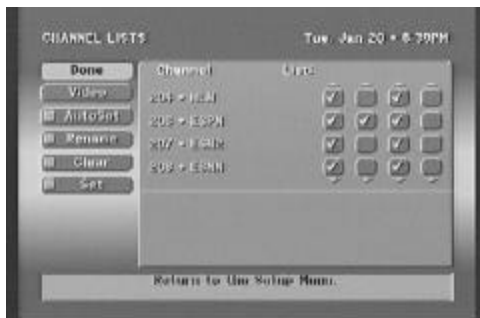 CHANNEL LISTS
Tue, Jan 20 • 8:39PM
Done
Channel
Lists
Video
AutoSet
206 • ESPN
Rename
Clear
Set
Return to the Setup Menu.